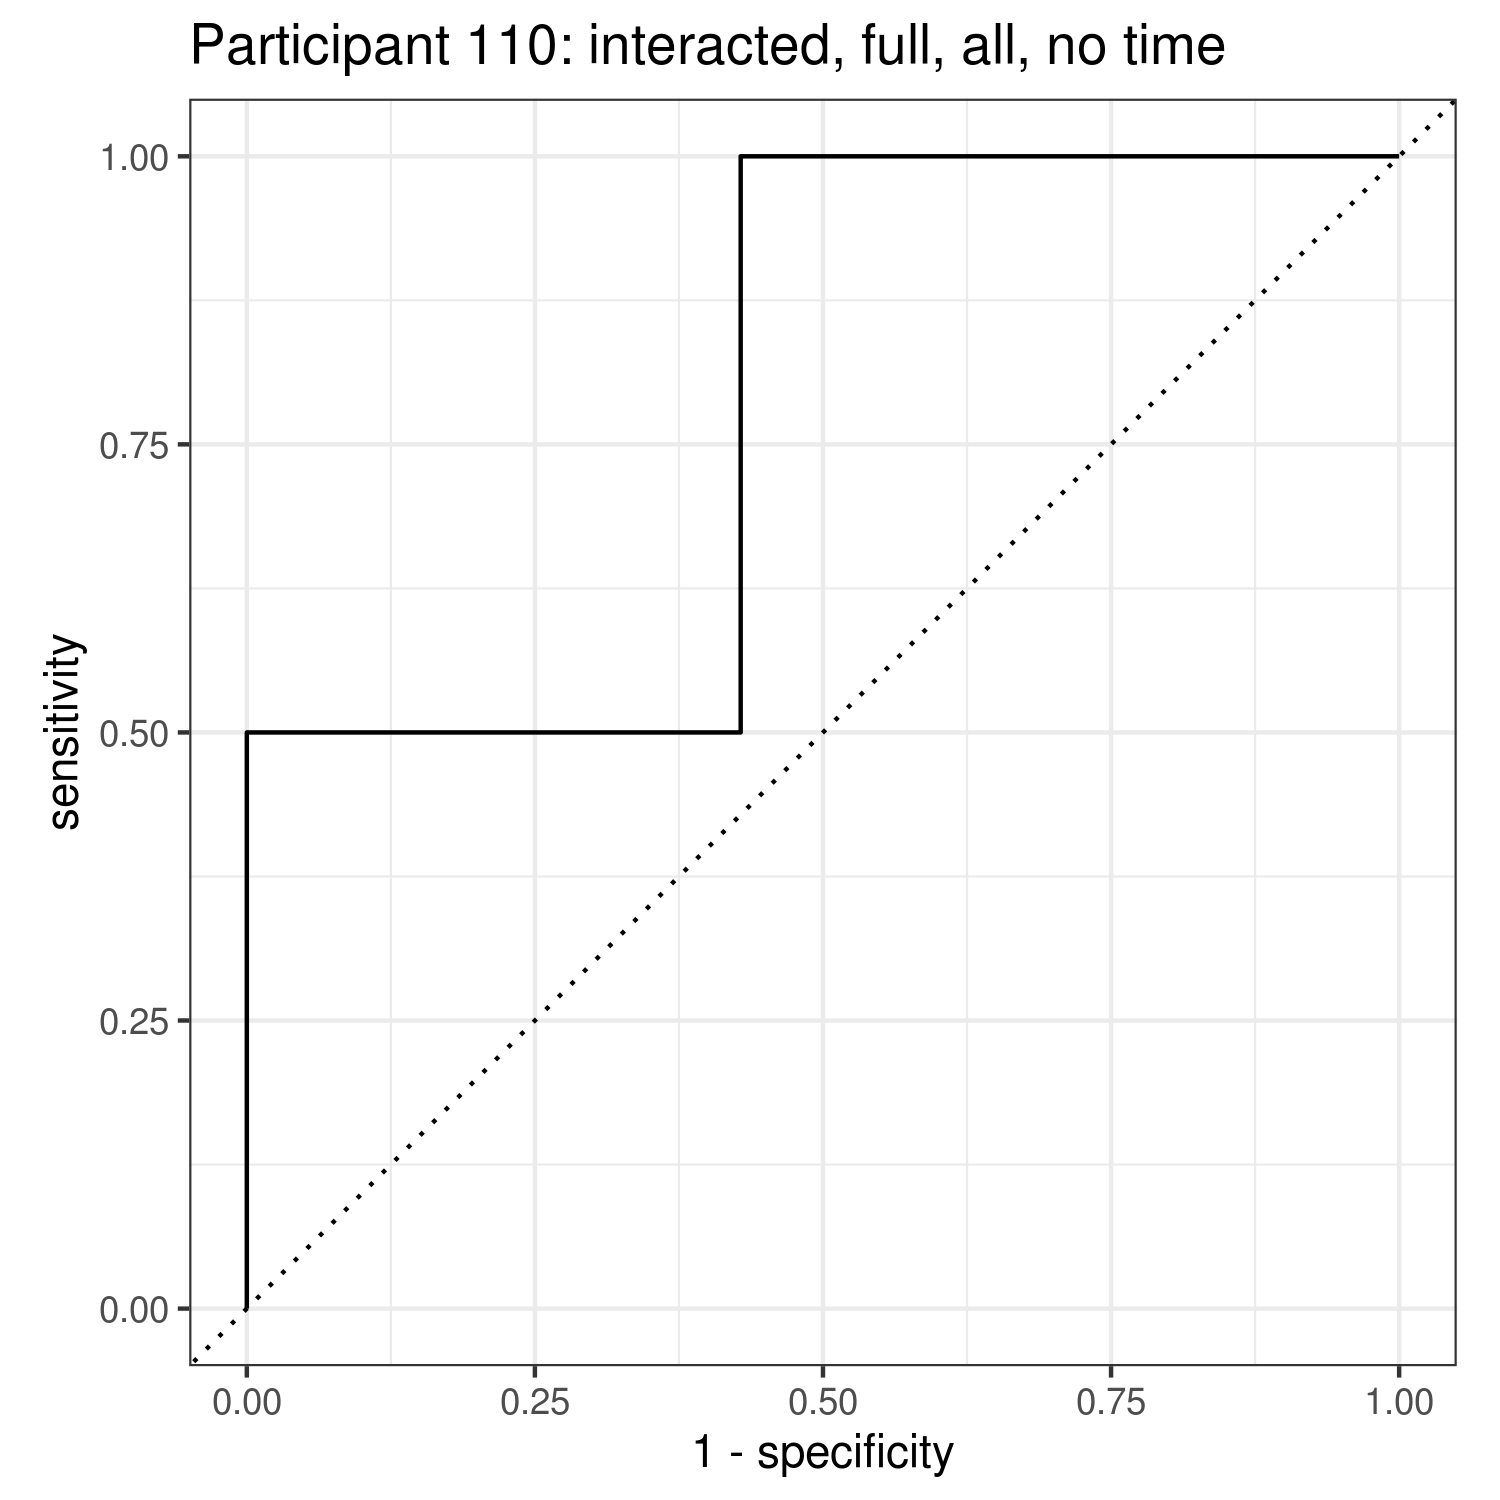 Participant 110: interacted, full, all, no time
sensitivity
1.00
0.75
0.50
0.25
0.00
0.00 0.25 0.50 0.75 1.00
1 - specificity